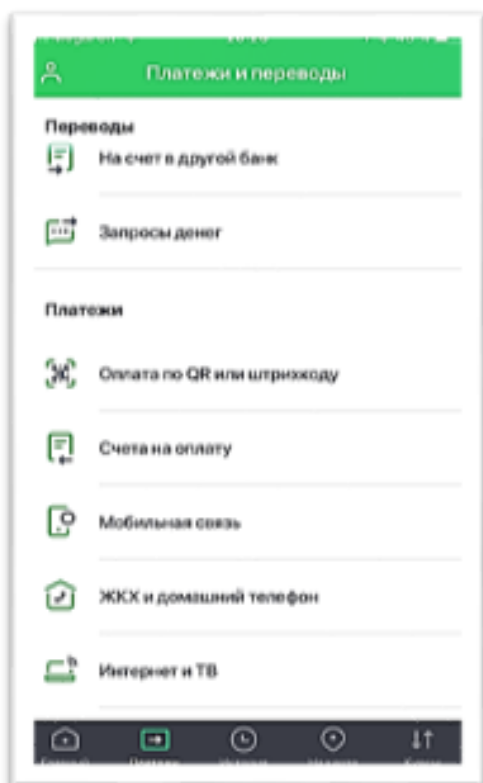 Платежи и переводы
Переводы
На счет в другой банк
Запросы денег
Платежи
Оплата по QR или штрихкоду
Счета на оплату
Мобильная связь
ЖКХ и домашний телефон
Интернет и ТВ